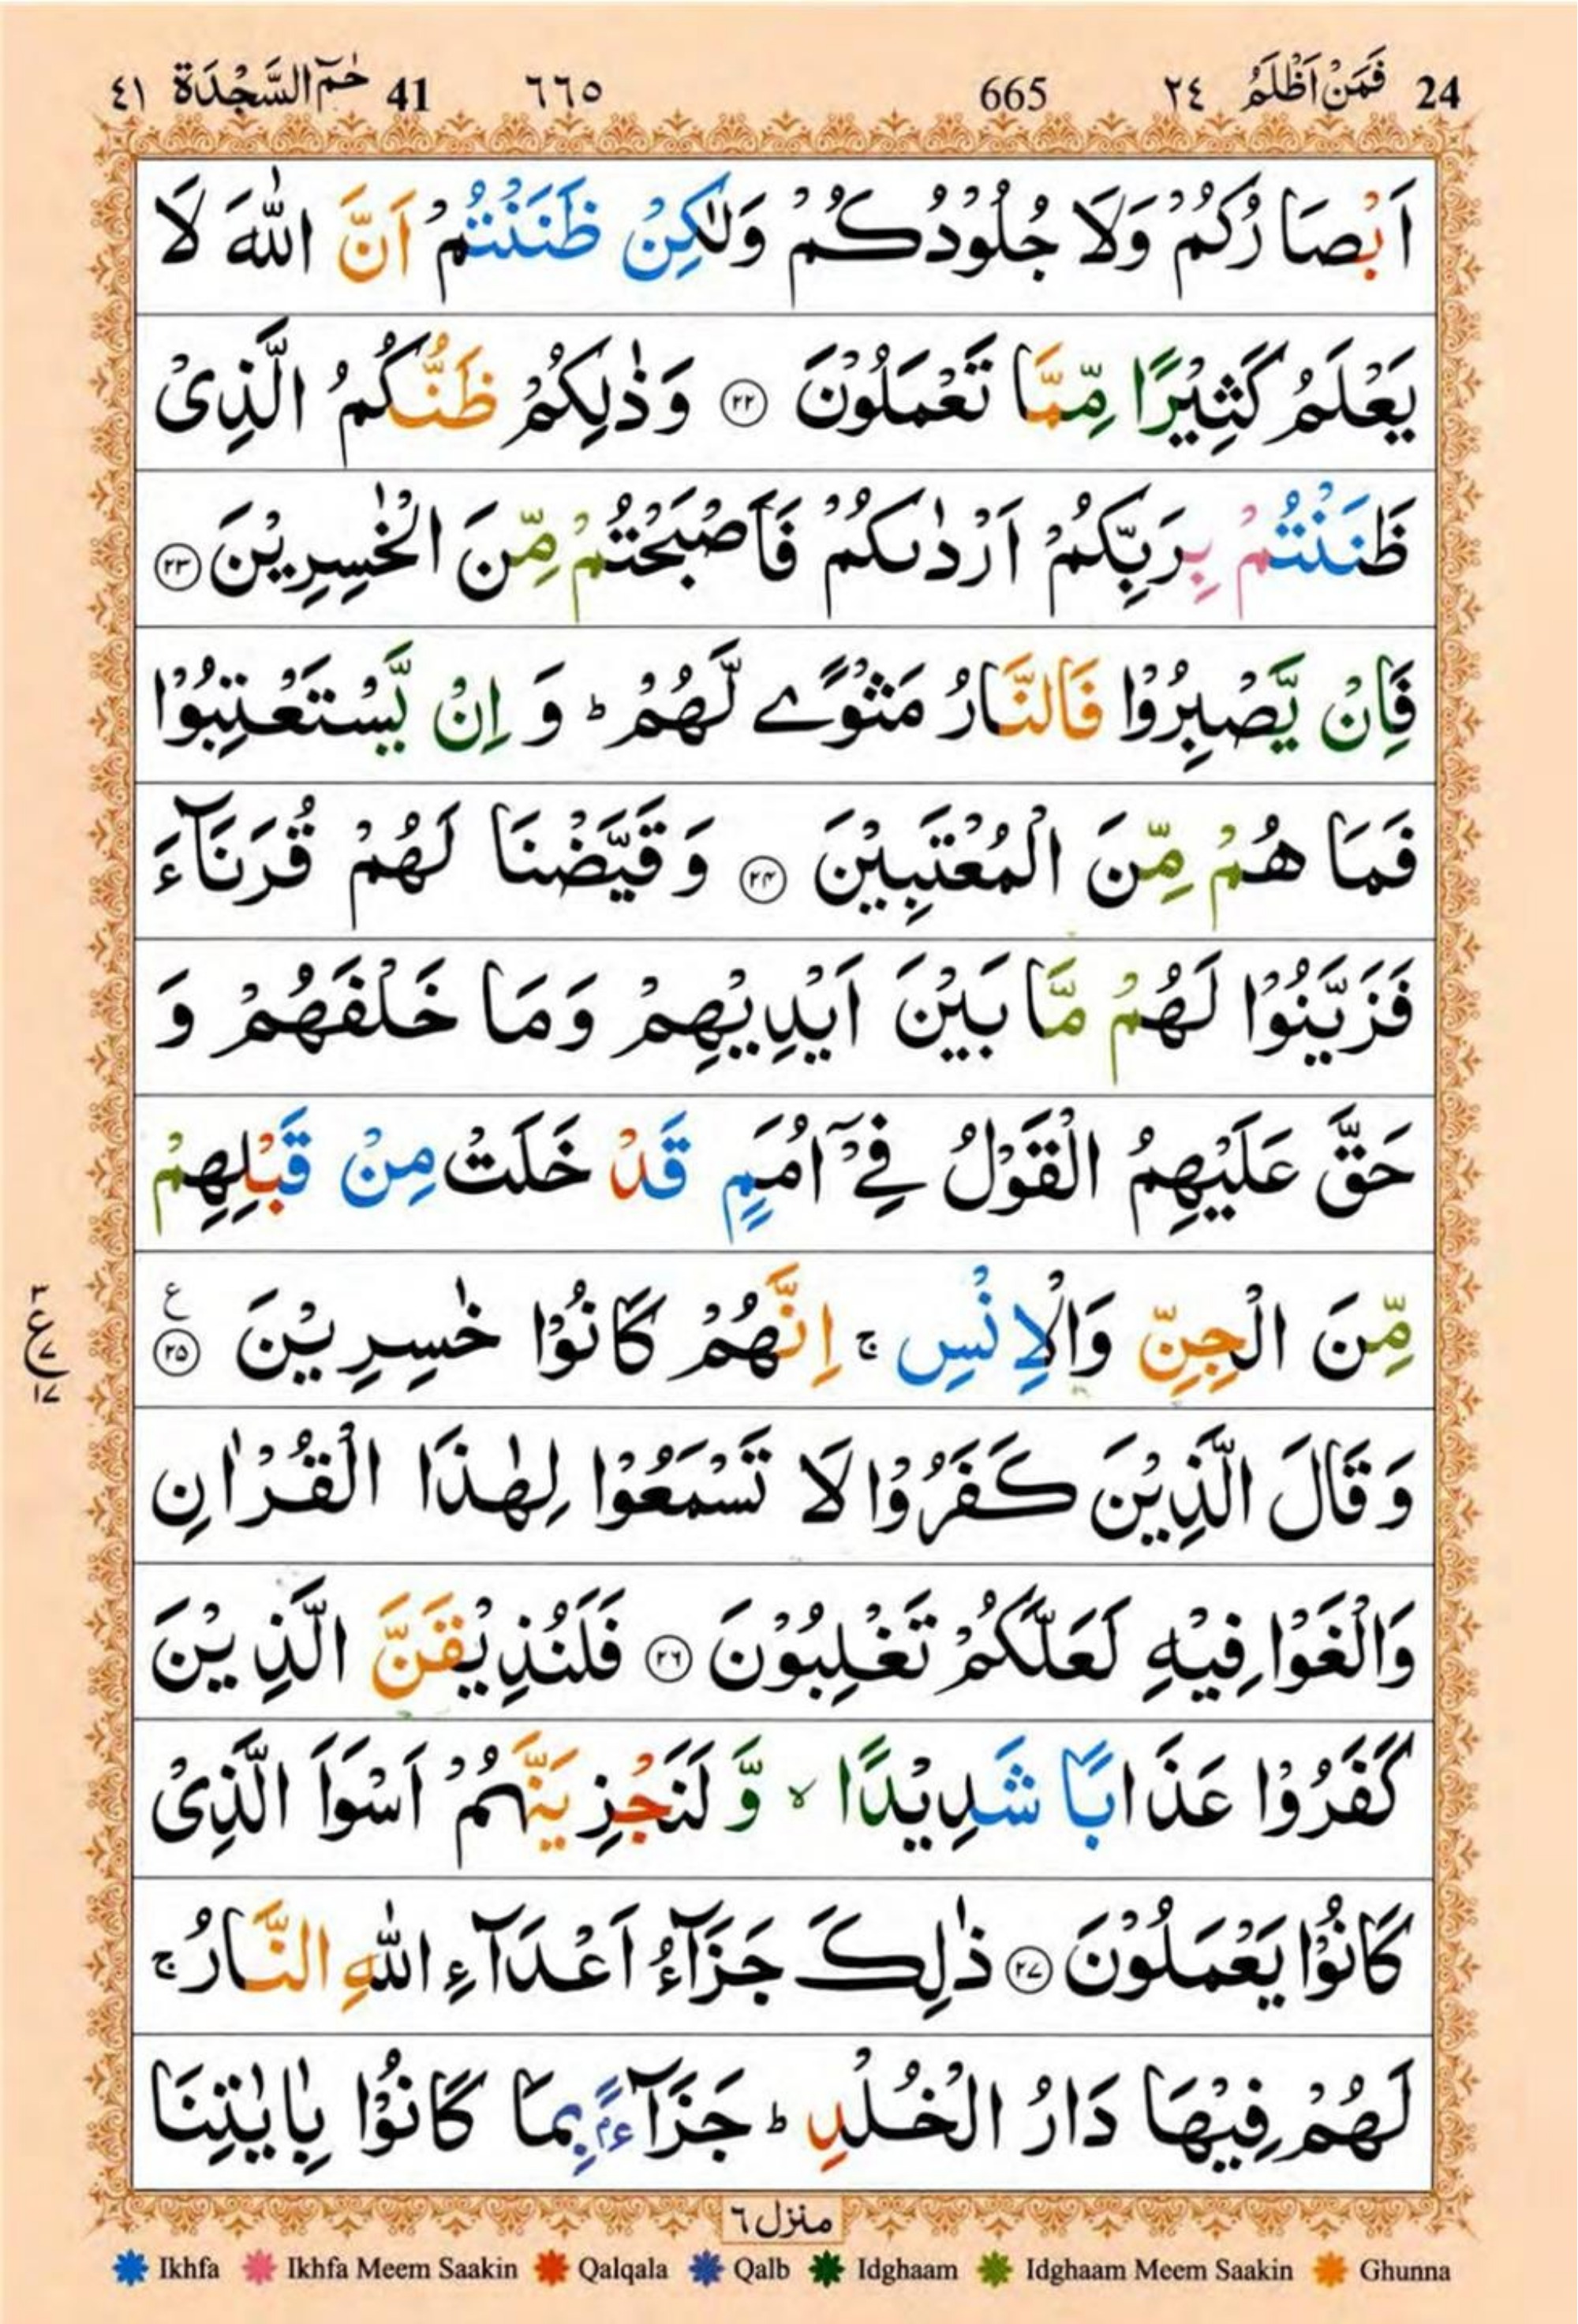 24 فَمَنْ اَظْلَمُ ٢٤ 665 ٦٦٥ 41 حٰمٓ السَّجْدَة ٤١
اَبْصَارُكُمْ وَلَا جُلُوْدُكُمْ وَلٰكِنْ ظَنَنْتُمْ اَنَّ اللّٰهَ لَا
يَعْلَمُ كَثِيْرًا مِّمَّا تَعْمَلُوْنَ ۝٢٢ وَذٰلِكُمْ ظَنُّكُمُ الَّذِىْ
ظَنَنْتُمْ بِرَبِّكُمْ اَرْدٰىكُمْ فَاَصْبَحْتُمْ مِّنَ الْخٰسِرِيْنَ ۝٢٣
فَاِنْ يَّصْبِرُوْا فَالنَّارُ مَثْوًے لَّهُمْ ؕ وَ اِنْ يَّسْتَعْتِبُوْا
فَمَا هُمْ مِّنَ الْمُعْتَبِيْنَ ۝٢٤ وَقَيَّضْنَا لَهُمْ قُرَنَآءَ
فَزَيَّنُوْا لَهُمْ مَّا بَيْنَ اَيْدِيْهِمْ وَمَا خَلْفَهُمْ وَ
حَقَّ عَلَيْهِمُ الْقَوْلُ فِىْۤ اُمَمٍ قَدْ خَلَتْ مِنْ قَبْلِهِمْ
مِّنَ الْجِنِّ وَالْاِنْسِ ۚ اِنَّهُمْ كَانُوْا خٰسِرِيْنَ ۝٢٥ ع
٣ ع ٧ ١٧
وَقَالَ الَّذِيْنَ كَفَرُوْا لَا تَسْمَعُوْا لِهٰذَا الْقُرْاٰنِ
وَالْغَوْا فِيْهِ لَعَلَّكُمْ تَغْلِبُوْنَ ۝٢٦ فَلَنُذِيْقَنَّ الَّذِيْنَ
كَفَرُوْا عَذَابًا شَدِيْدًا ۙ وَّ لَنَجْزِيَنَّهُمْ اَسْوَاَ الَّذِىْ
كَانُوْا يَعْمَلُوْنَ ۝٢٧ ذٰلِكَ جَزَآءُ اَعْدَآءِ اللّٰهِ النَّارُ ۚ
لَهُمْ فِيْهَا دَارُ الْخُلْدِ ؕ جَزَآءًۢ بِمَا كَانُوْا بِاٰيٰتِنَا
منزل ٦
Ikhfa Ikhfa Meem Saakin Qalqala Qalb Idghaam Idghaam Meem Saakin Ghunna